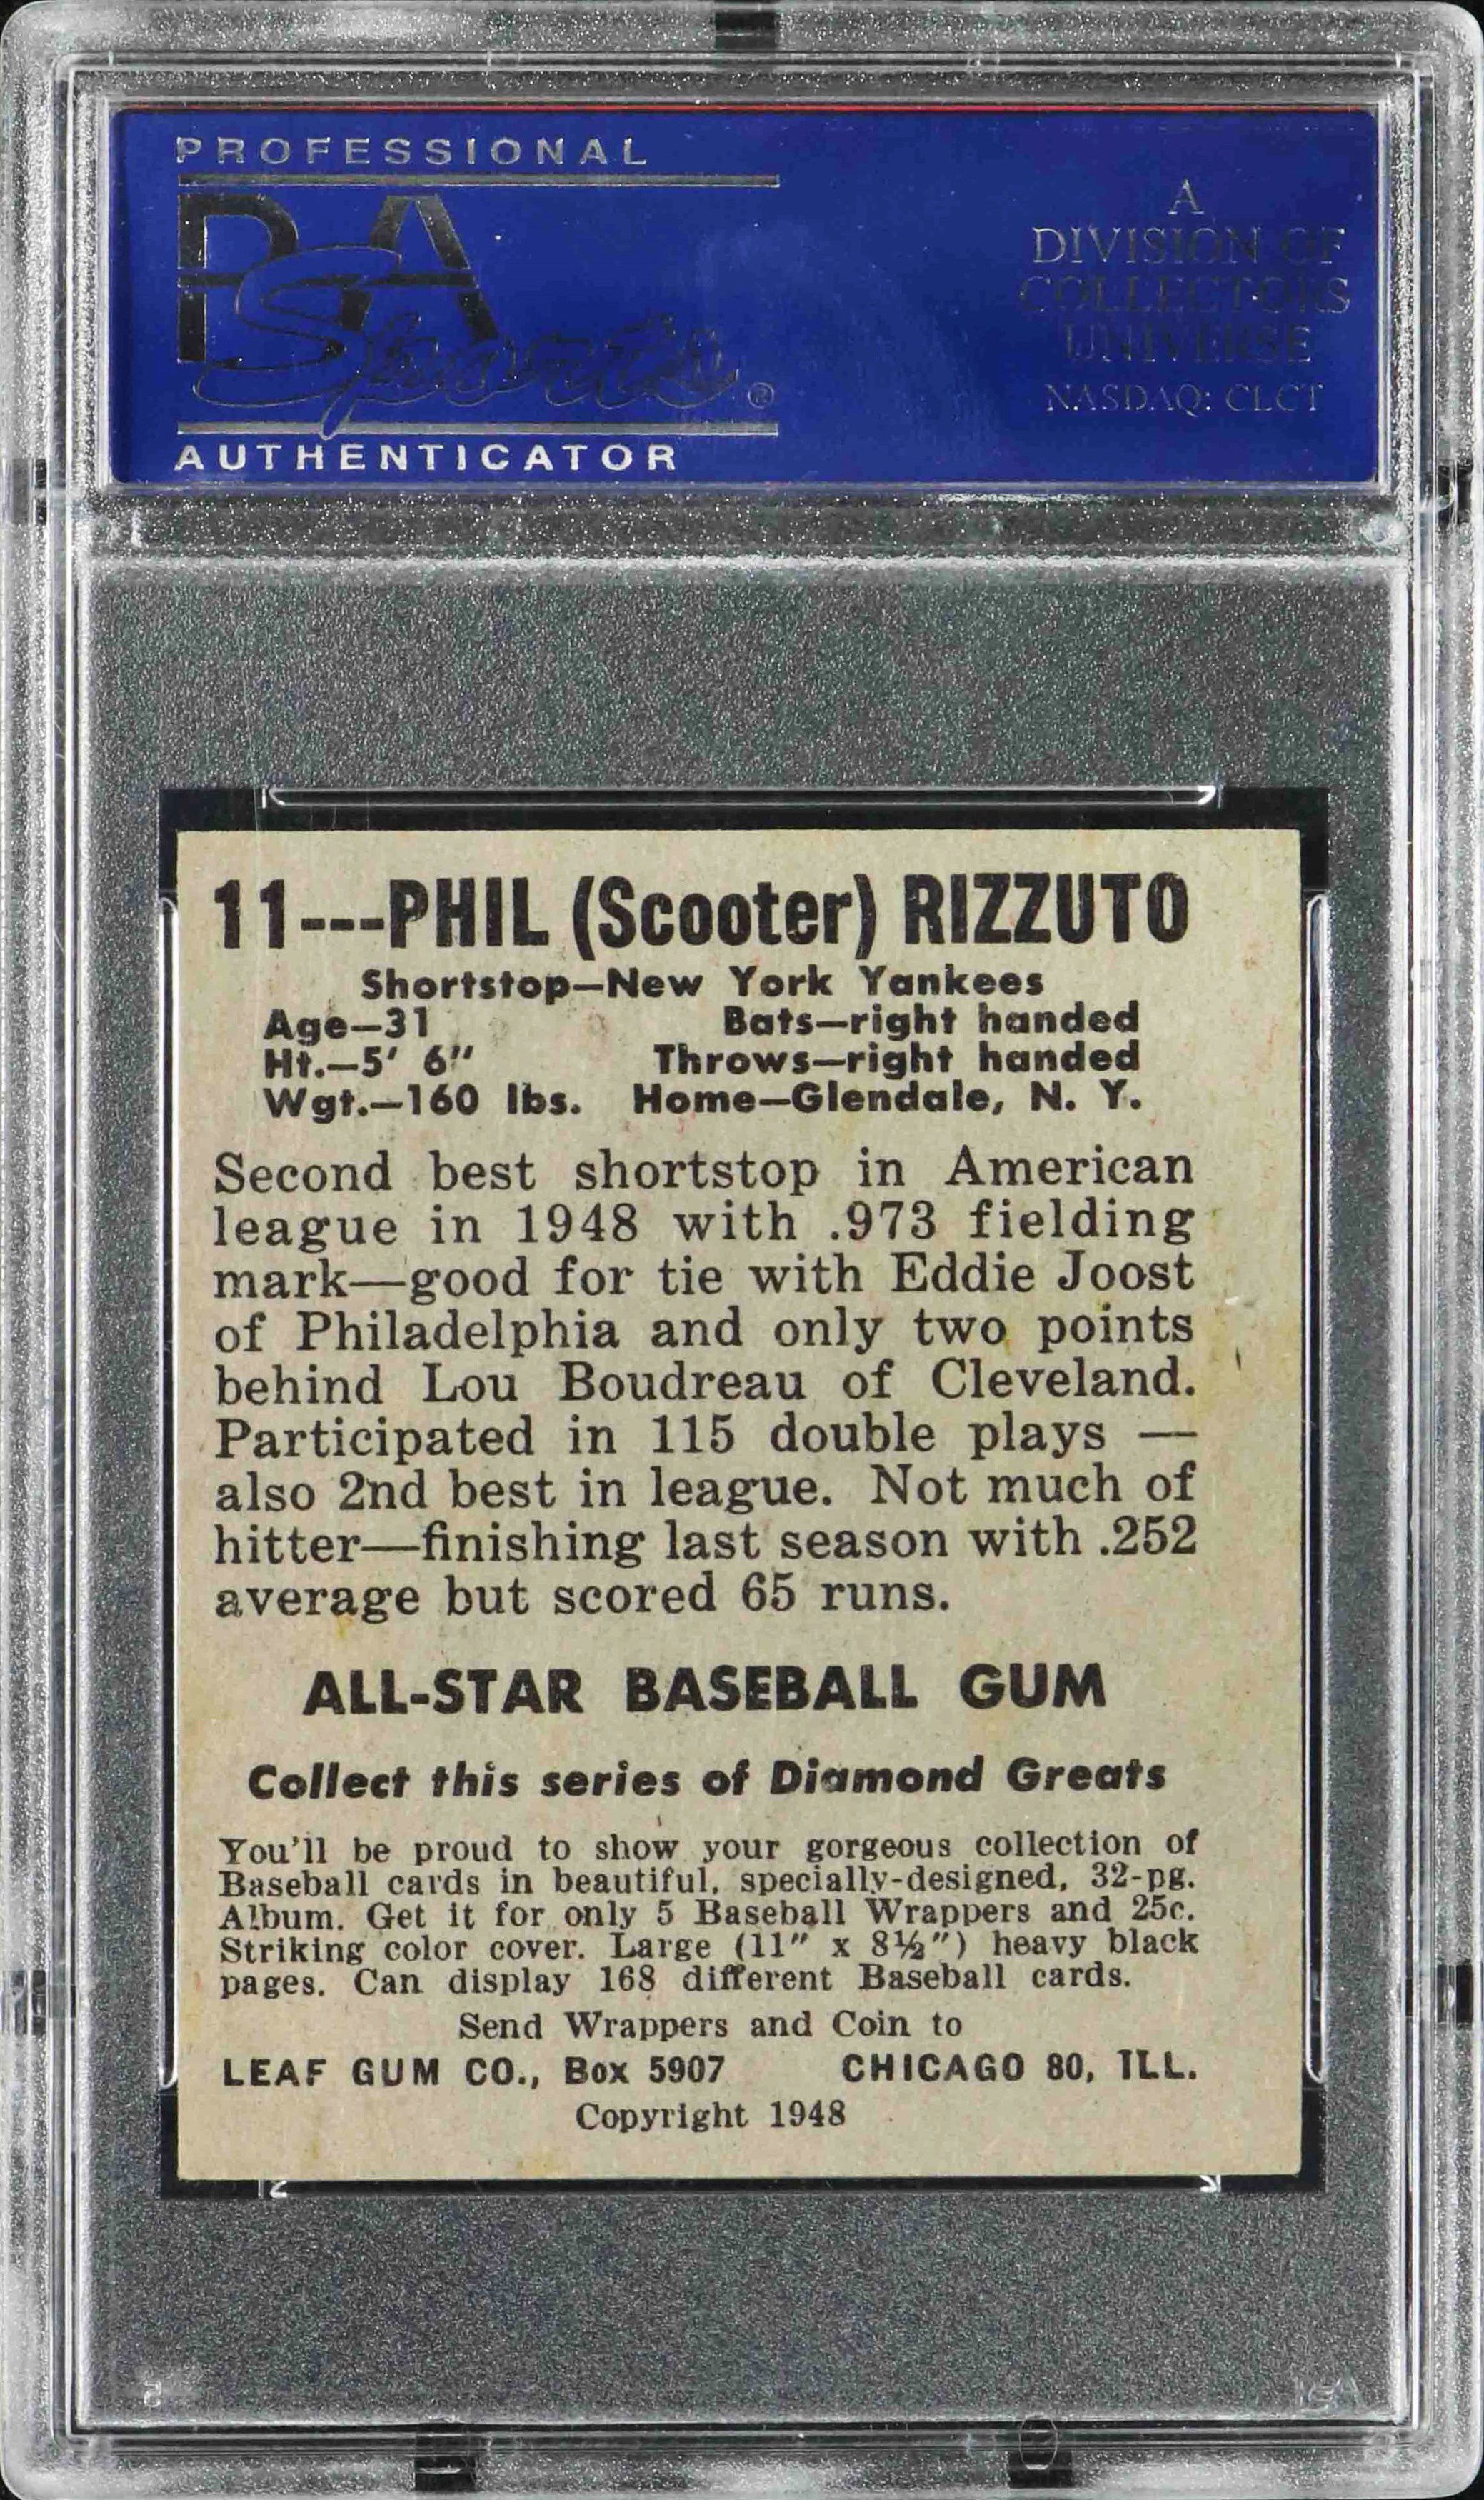 PROFESSIONAL
PSA
Sports®
AUTHENTICATOR
A
DIVISION OF
COLLECTORS
UNIVERSE
NASDAQ: CLCT
11---PHIL (Scooter) RIZZUTO
Shortstop—New York Yankees
Age—31 Bats—right handed
Ht.—5' 6" Throws—right handed
Wgt.—160 lbs. Home—Glendale, N. Y.
Second best shortstop in American
league in 1948 with .973 fielding
mark—good for tie with Eddie Joost
of Philadelphia and only two points
behind Lou Boudreau of Cleveland.
Participated in 115 double plays —
also 2nd best in league. Not much of
hitter—finishing last season with .252
average but scored 65 runs.
ALL-STAR BASEBALL GUM
Collect this series of Diamond Greats
You'll be proud to show your gorgeous collection of
Baseball cards in beautiful, specially-designed, 32-pg.
Album. Get it for only 5 Baseball Wrappers and 25c.
Striking color cover. Large (11" x 8½") heavy black
pages. Can display 168 different Baseball cards.
Send Wrappers and Coin to
LEAF GUM CO., Box 5907 CHICAGO 80, ILL.
Copyright 1948